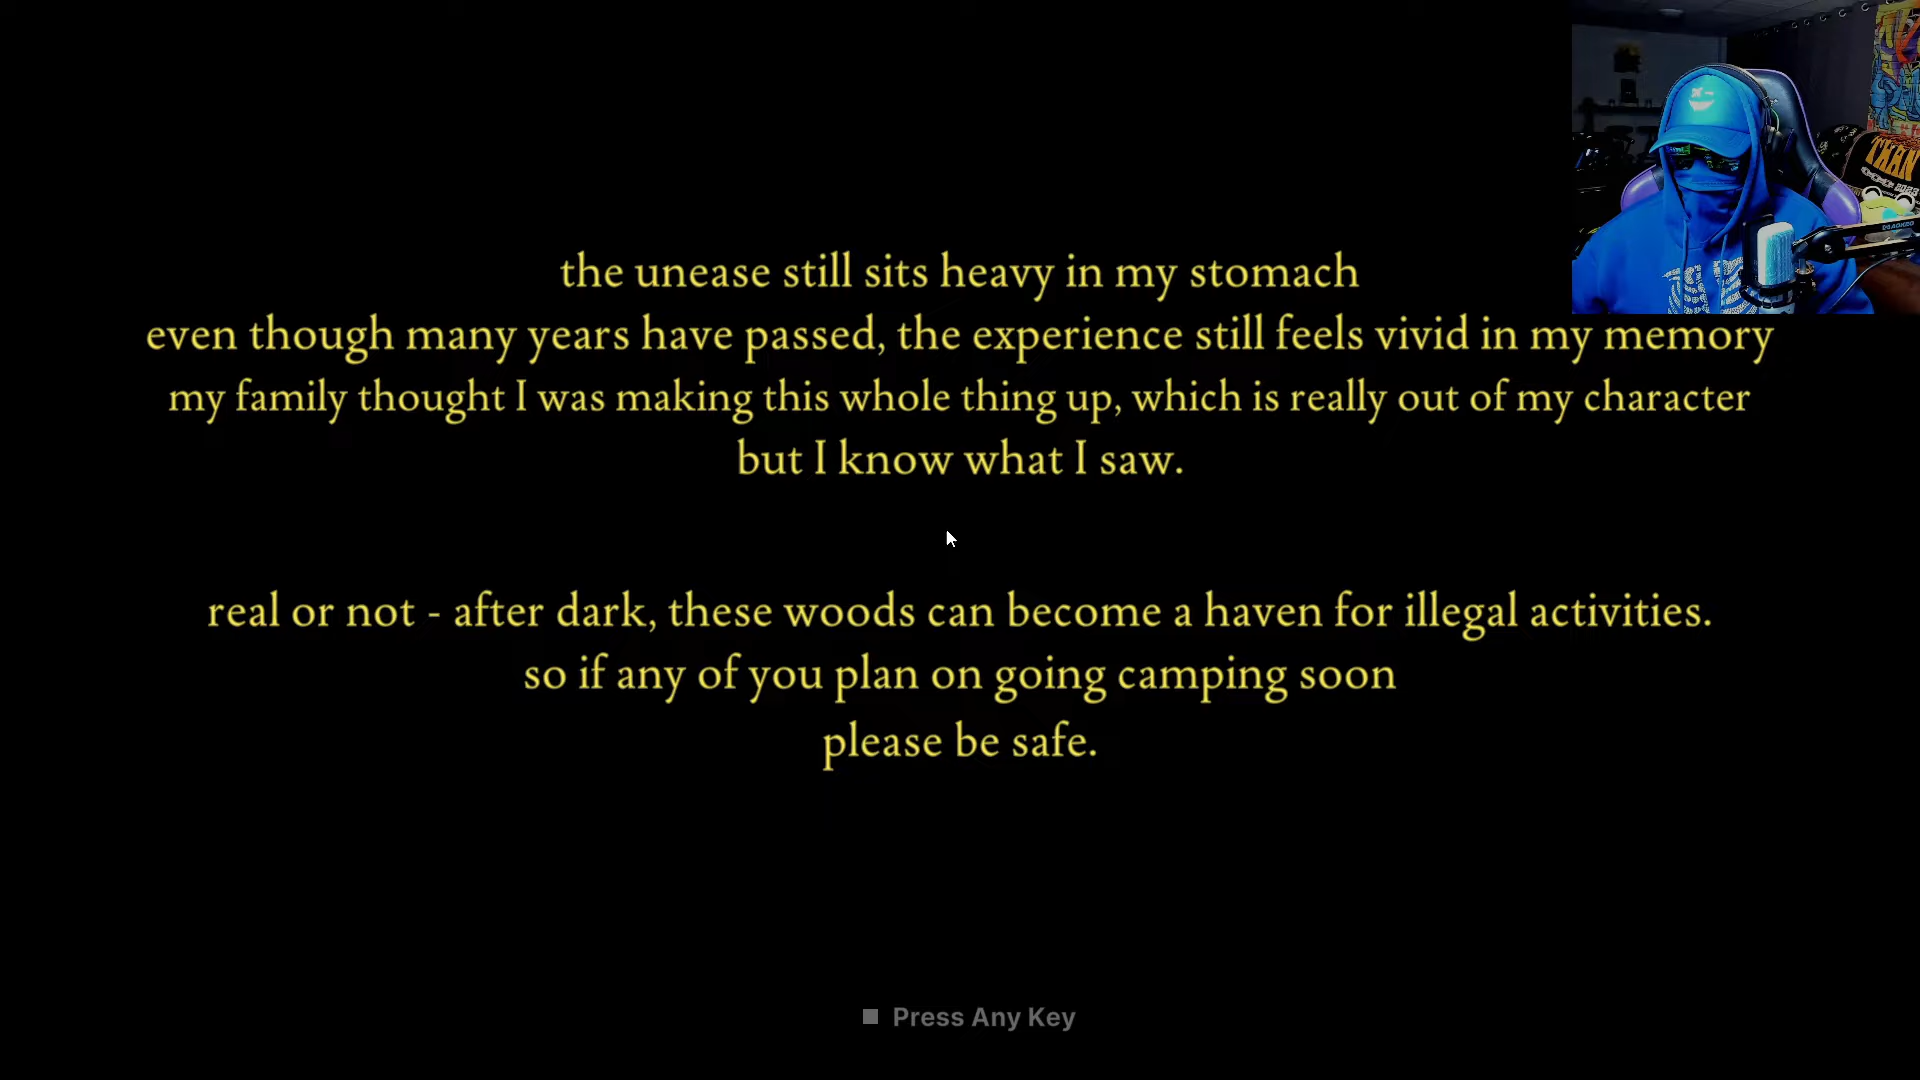 the unease still sits heavy in my stomach
even though many years have passed, the experience still feels vivid in my memory
my family thought I was making this whole thing up, which is really out of my character
but I know what I saw.
real or not - after dark, these woods can become a haven for illegal activities.
so if any of you plan on going camping soon
please be safe.
Press Any Key